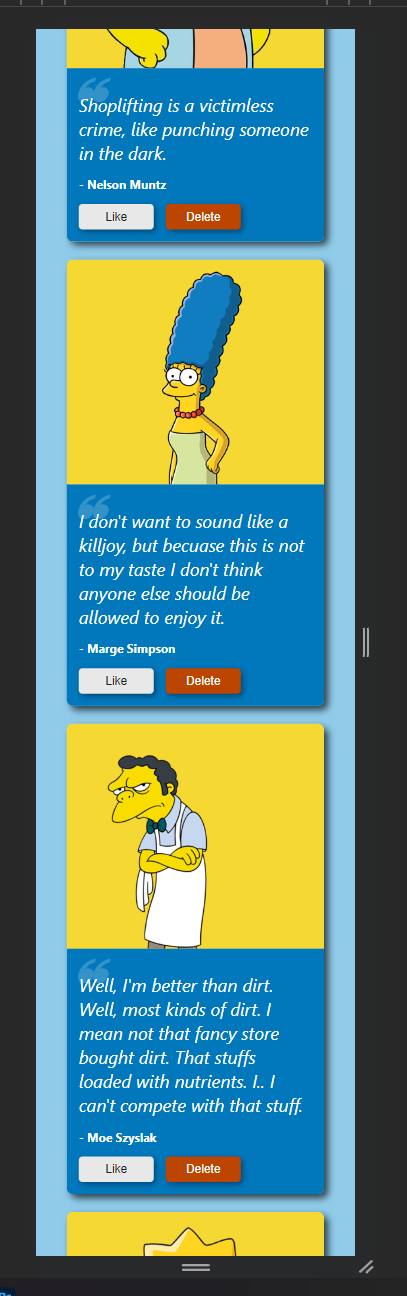 Shoplifting is a victimless
crime, like punching someone
in the dark.
- Nelson Muntz
Like Delete
I don't want to sound like a
killjoy, but becuase this is not
to my taste I don't think
anyone else should be
allowed to enjoy it.
- Marge Simpson
Like Delete
Well, I'm better than dirt.
Well, most kinds of dirt. I
mean not that fancy store
bought dirt. That stuffs
loaded with nutrients. I.. I
can't compete with that stuff.
- Moe Szyslak
Like Delete